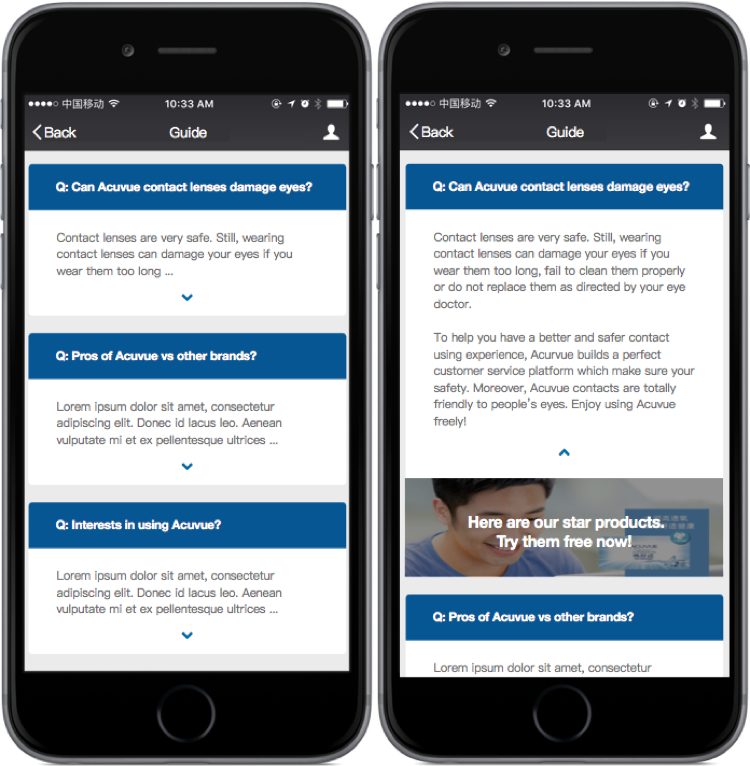 中国移动 10:33 AM
Back Guide
Q: Can Acuvue contact lenses damage eyes?
Contact lenses are very safe. Still, wearing
contact lenses can damage your eyes if you
wear them too long ...
Q: Pros of Acuvue vs other brands?
Lorem ipsum dolor sit amet, consectetur
adipiscing elit. Donec id lacus leo. Aenean
vulputate mi et ex pellentesque ultrices ...
Q: Interests in using Acuvue?
Lorem ipsum dolor sit amet, consectetur
adipiscing elit. Donec id lacus leo. Aenean
vulputate mi et ex pellentesque ultrices ...
中国移动 10:33 AM
Back Guide
Q: Can Acuvue contact lenses damage eyes?
Contact lenses are very safe. Still, wearing
contact lenses can damage your eyes if you
wear them too long, fail to clean them properly
or do not replace them as directed by your eye
doctor.
To help you have a better and safer contact
using experience, Acurvue builds a perfect
customer service platform which make sure your
safety. Moreover, Acuvue contacts are totally
friendly to people's eyes. Enjoy using Acuvue
freely!
Here are our star products.
Try them free now!
Q: Pros of Acuvue vs other brands?
Lorem ipsum dolor sit amet, consectetur